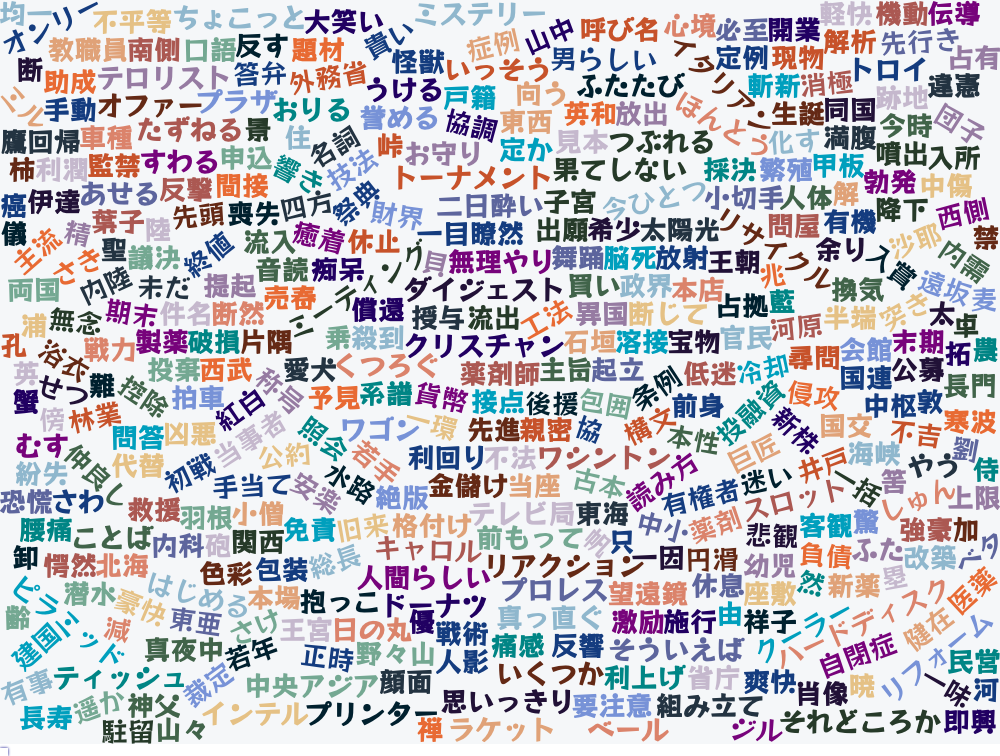 均一
オンリー
不平等
ちょこっと
大笑い
ミステリー
山中
呼び名
心境
必至
開業
軽快
機動
伝導
教職員
南側
口語
反す
題材
貴い
怪獣
症例
男らしい
イタリアン
定例
現物
解析
先行き
占有
断
助成
テロリスト
答弁
外務省
うける
いっそう
ふたたび
斬新
消極
トロイ
違憲
手動
オファー
プラザ
おりる
誉める
戸籍
向う
英和
放出
ほんとう
生誕
同国
跡地
団子
鷹
回帰
車種
たずねる
景
住
名詞
峠
協調
東西
見本
つぶれる
化す
満腹
今時
噴出
入所
柿
利潤
監禁
すわる
申込
響き
技法
お守り
定か
果てしない
採決
繁殖
甲板
勃発
中傷
癌
伊達
あせる
反撃
間接
トーナメント
今ひとつ
小切手
人体
解
儀
葉子
陸
先頭
喪失
四方
祭典
財界
二日酔い
子宮
降下
西側
禁
主流
精
聖
議決
終値
流入
癒着
休止
一目瞭然
出願
希少
太陽光
リサイクル
問屋
有機
余り
入賞
沙耶
内需
さき
両国
内陸
未だ
提起
音読
痴呆
ミーティング
貝
無理やり
舞踊
脳死
放射
王朝
兆
換気
遠坂
麦
浦
無念
期末
件名
断然
売春
償還
ダイジェスト
買い
政界
本店
占拠
藍
突き
太
車
孔
浴衣
戦力
製薬
破損
片隅
乗
殺到
授与
流出
工法
異国
断じて
河原
半端
クリスチャン
石垣
溶接
宝物
官民
尋問
会館
末期
拓
農
英
せつ
難
控除
投棄
西武
称号
愛犬
くつろぐ
薬剤師
主旨
起立
条例
低迷
冷却
侵攻
国連
公募
長門
蟹
傍
林業
拍車
紅白
予見
系譜
貨幣
接点
後援
包囲
前身
投融資
新株
中枢
敦
寒波
むす
問答
凶悪
当事者
照会
ワゴン
一環
先進
親密
協
構文
本性
巨匠
国交
不吉
劉
紛失
仲良く
代替
初戦
公約
若手
利回り
不法
ワシントン
読み方
井戸
海峡
侍
恐慌
さわ
救援
手当て
安楽
水路
絶版
金儲け
当座
古本
有権者
迷い
一括
苦
やう
上限
腰痛
ことば
羽根
小僧
免責
旧来
格付け
テレビ局
東海
中小
薬剤
スロット
しゅん
卸
内科
砲
関西
総長
キャロル
前もって
只
悲観
客観
驚
強豪
加
愕然
北海
色彩
包装
人間らしい
リアクション
一因
円滑
幼児
負債
ふた
改築
ピラミッド
潜水
はじめる
本場
抱っこ
ドーナツ
プロレス
望遠鏡
休息
座敷
然
新薬
塁
齢
豪快
東亜
さけ
王宮
日の丸
優
真っ直ぐ
激励
施行
由
祥子
ハードディスク
医薬
建国
減
真夜中
若年
正時
野々山
戦術
痛感
反響
そういえば
クーラー
自閉症
健在
有事
ティッシュ
裁定
中央アジア
顔面
人影
いくつか
利上げ
省庁
爽快
肖像
暁
リフォーム
民営
長寿
遥か
神父
インテル
プリンター
思いっきり
要注意
組み立て
一味
河
駐留
山々
禅
ラケット
ベール
ジル
それどころか
即興